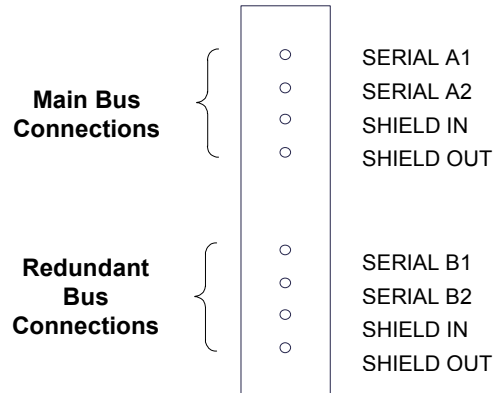 Main Bus
Connections
SERIAL A1
SERIAL A2
SHIELD IN
SHIELD OUT
Redundant
Bus
Connections
SERIAL B1
SERIAL B2
SHIELD IN
SHIELD OUT